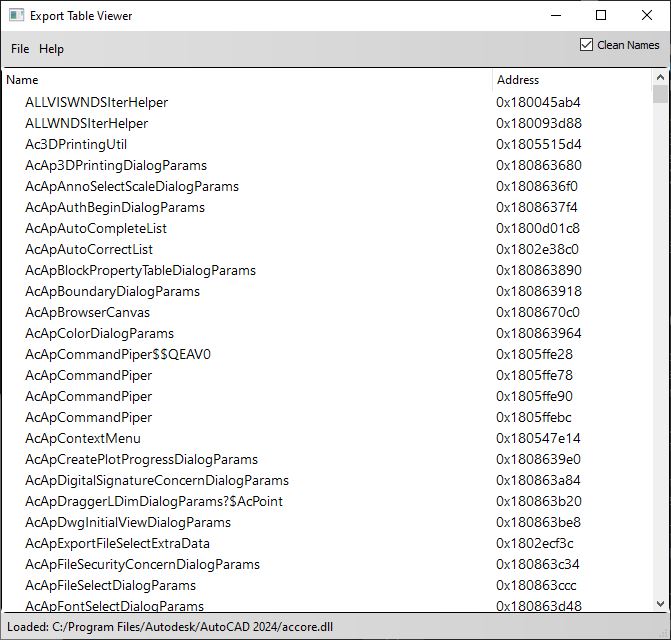 Export Table Viewer
File Help Clean Names
Name Address
ALLVISWNDSIterHelper 0x180045ab4
ALLWNDSIterHelper 0x180093d88
Ac3DPrintingUtil 0x1805515d4
AcAp3DPrintingDialogParams 0x180863680
AcApAnnoSelectScaleDialogParams 0x1808636f0
AcApAuthBeginDialogParams 0x1808637f4
AcApAutoCompleteList 0x1800d01c8
AcApAutoCorrectList 0x1802e38c0
AcApBlockPropertyTableDialogParams 0x180863890
AcApBoundaryDialogParams 0x180863918
AcApBrowserCanvas 0x1808670c0
AcApColorDialogParams 0x180863964
AcApCommandPiper$$QEAV0 0x1805ffe28
AcApCommandPiper 0x1805ffe78
AcApCommandPiper 0x1805ffe90
AcApCommandPiper 0x1805ffebc
AcApContextMenu 0x180547e14
AcApCreatePlotProgressDialogParams 0x1808639e0
AcApDigitalSignatureConcernDialogParams 0x180863a84
AcApDraggerLDimDialogParams?$AcPoint 0x180863b20
AcApDwgInitialViewDialogParams 0x180863be8
AcApExportFileSelectExtraData 0x1802ecf3c
AcApFileSecurityConcernDialogParams 0x180863c34
AcApFileSelectDialogParams 0x180863ccc
AcApFontSelectDialogParams 0x180863d48
Loaded: C:/Program Files/Autodesk/AutoCAD 2024/accore.dll